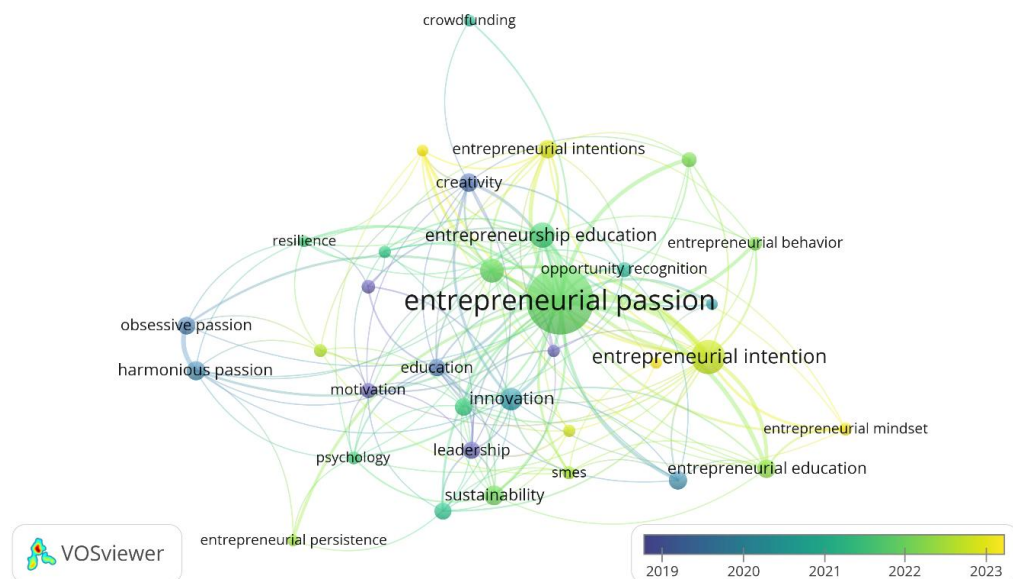 crowdfunding
entrepreneurial intentions
creativity
entrepreneurship education
resilience
entrepreneurial behavior
opportunity recognition
entrepreneurial passion
obsessive passion
entrepreneurial intention
harmonious passion
education
motivation
innovation
entrepreneurial mindset
leadership
psychology
entrepreneurial education
smes
sustainability
entrepreneurial persistence
VOSviewer
2019 2020 2021 2022 2023